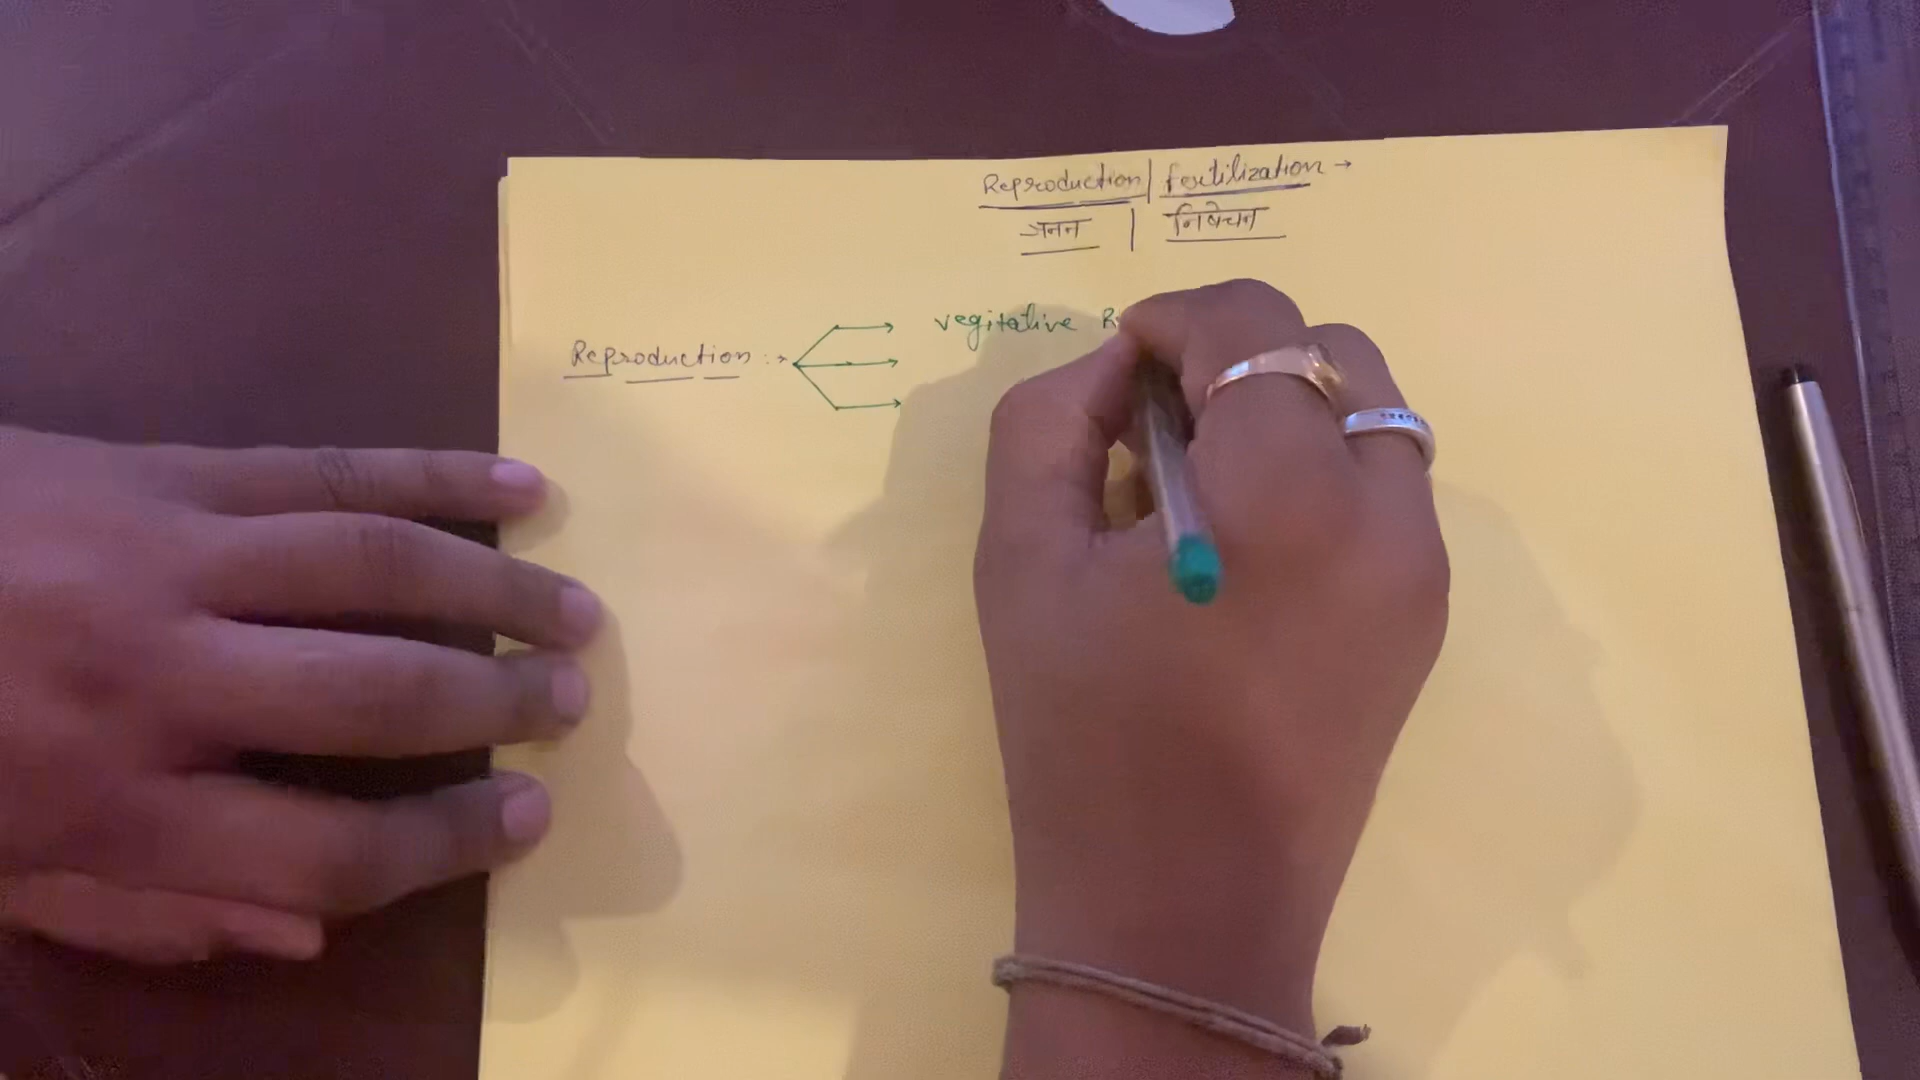 Reproduction | fertilization →
जनन | निषेचन
vegitative R
Reproduction :→